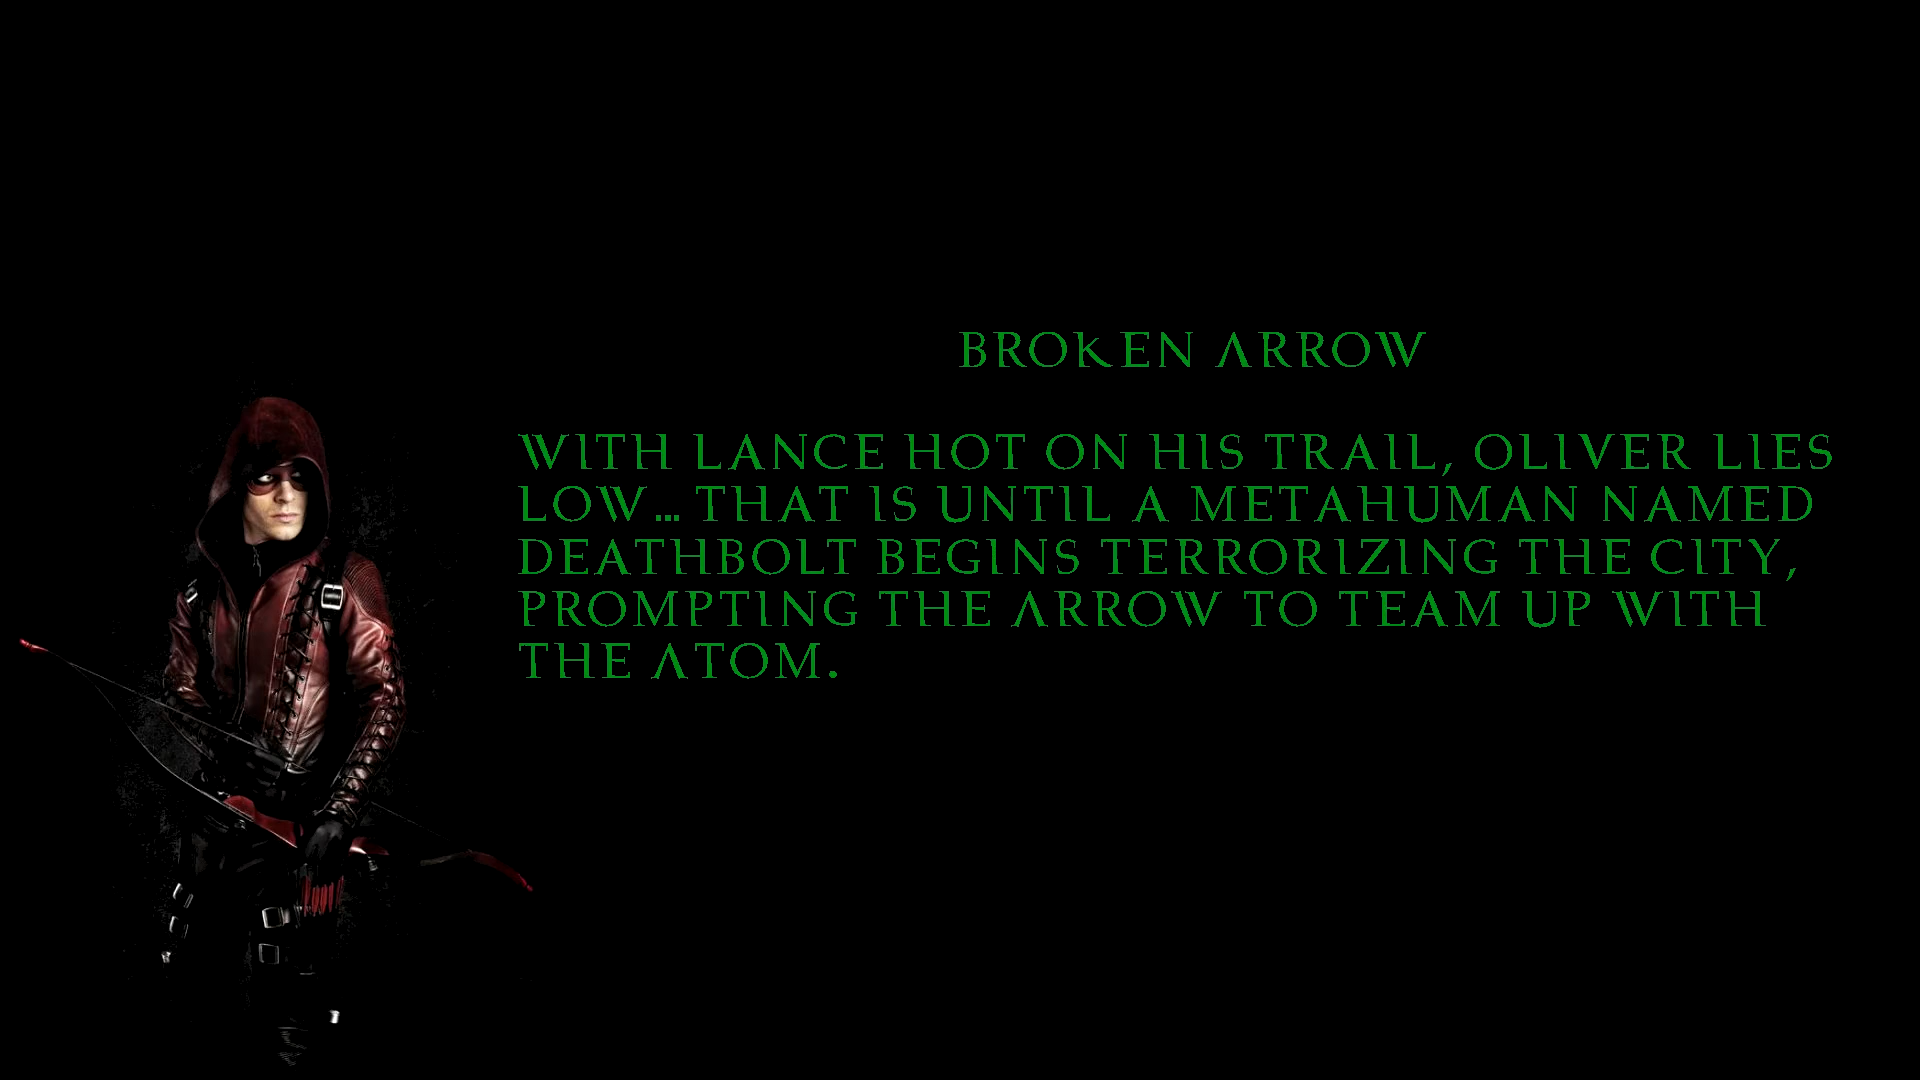 BROKEN ARROW
WITH LANCE HOT ON HIS TRAIL, OLIVER LIES
LOW... THAT IS UNTIL A METAHUMAN NAMED
DEATHBOLT BEGINS TERRORIZING THE CITY,
PROMPTING THE ARROW TO TEAM UP WITH
THE ATOM.